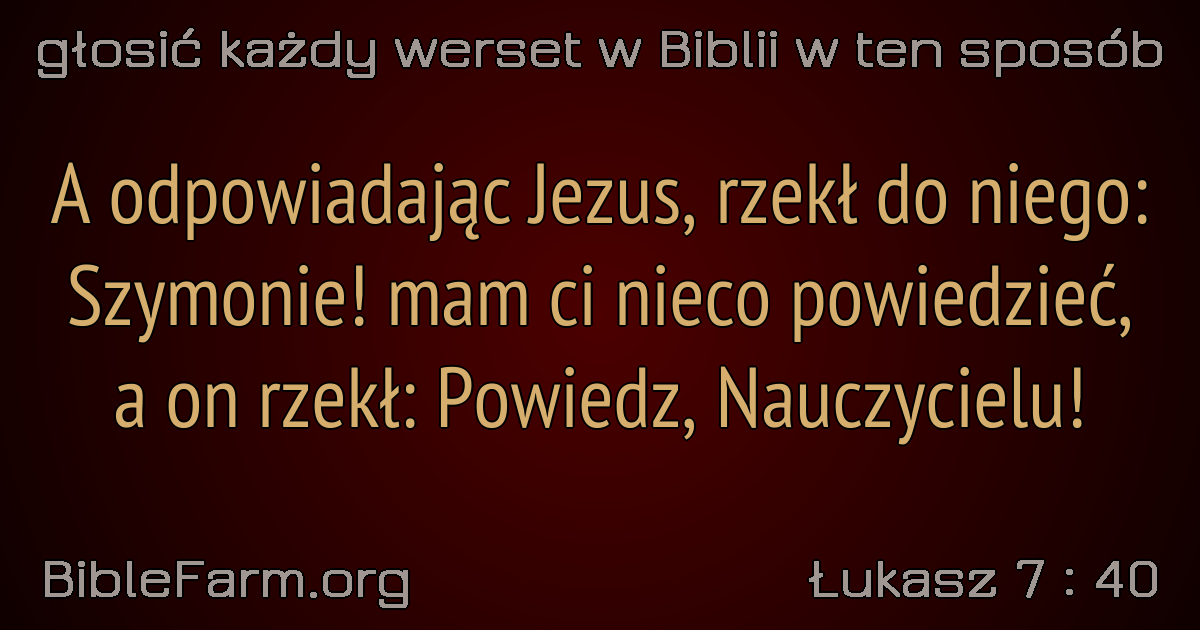 głosić każdy werset w Biblii w ten sposób
A odpowiadając Jezus, rzekł do niego:
Szymonie! mam ci nieco powiedzieć,
a on rzekł: Powiedz, Nauczycielu!
BibleFarm.org
Łukasz 7 : 40